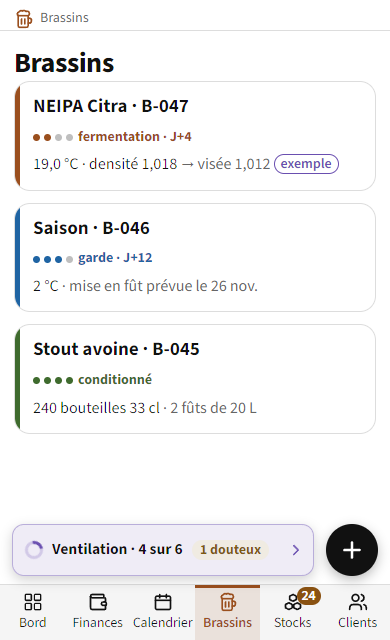 Brassins
Brassins
NEIPA Citra · B-047
fermentation · J+4
19,0 °C · densité 1,018 → visée 1,012 exemple
Saison · B-046
garde · J+12
2 °C · mise en fût prévue le 26 nov.
Stout avoine · B-045
conditionné
240 bouteilles 33 cl · 2 fûts de 20 L
Ventilation · 4 sur 6 1 douteux
24
Bord Finances Calendrier Brassins Stocks Clients